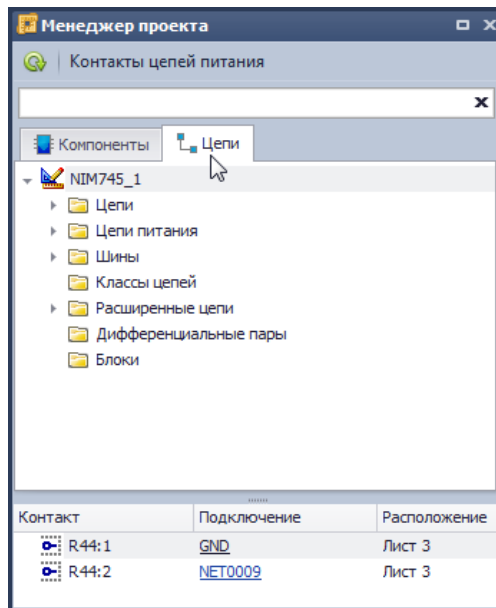 Менеджер проекта
Контакты цепей питания
Компоненты Цепи
NIM745_1
Цепи
Цепи питания
Шины
Классы цепей
Расширенные цепи
Дифференциальные пары
Блоки
Контакт Подключение Расположение
R44:1 GND Лист 3
R44:2 NET0009 Лист 3